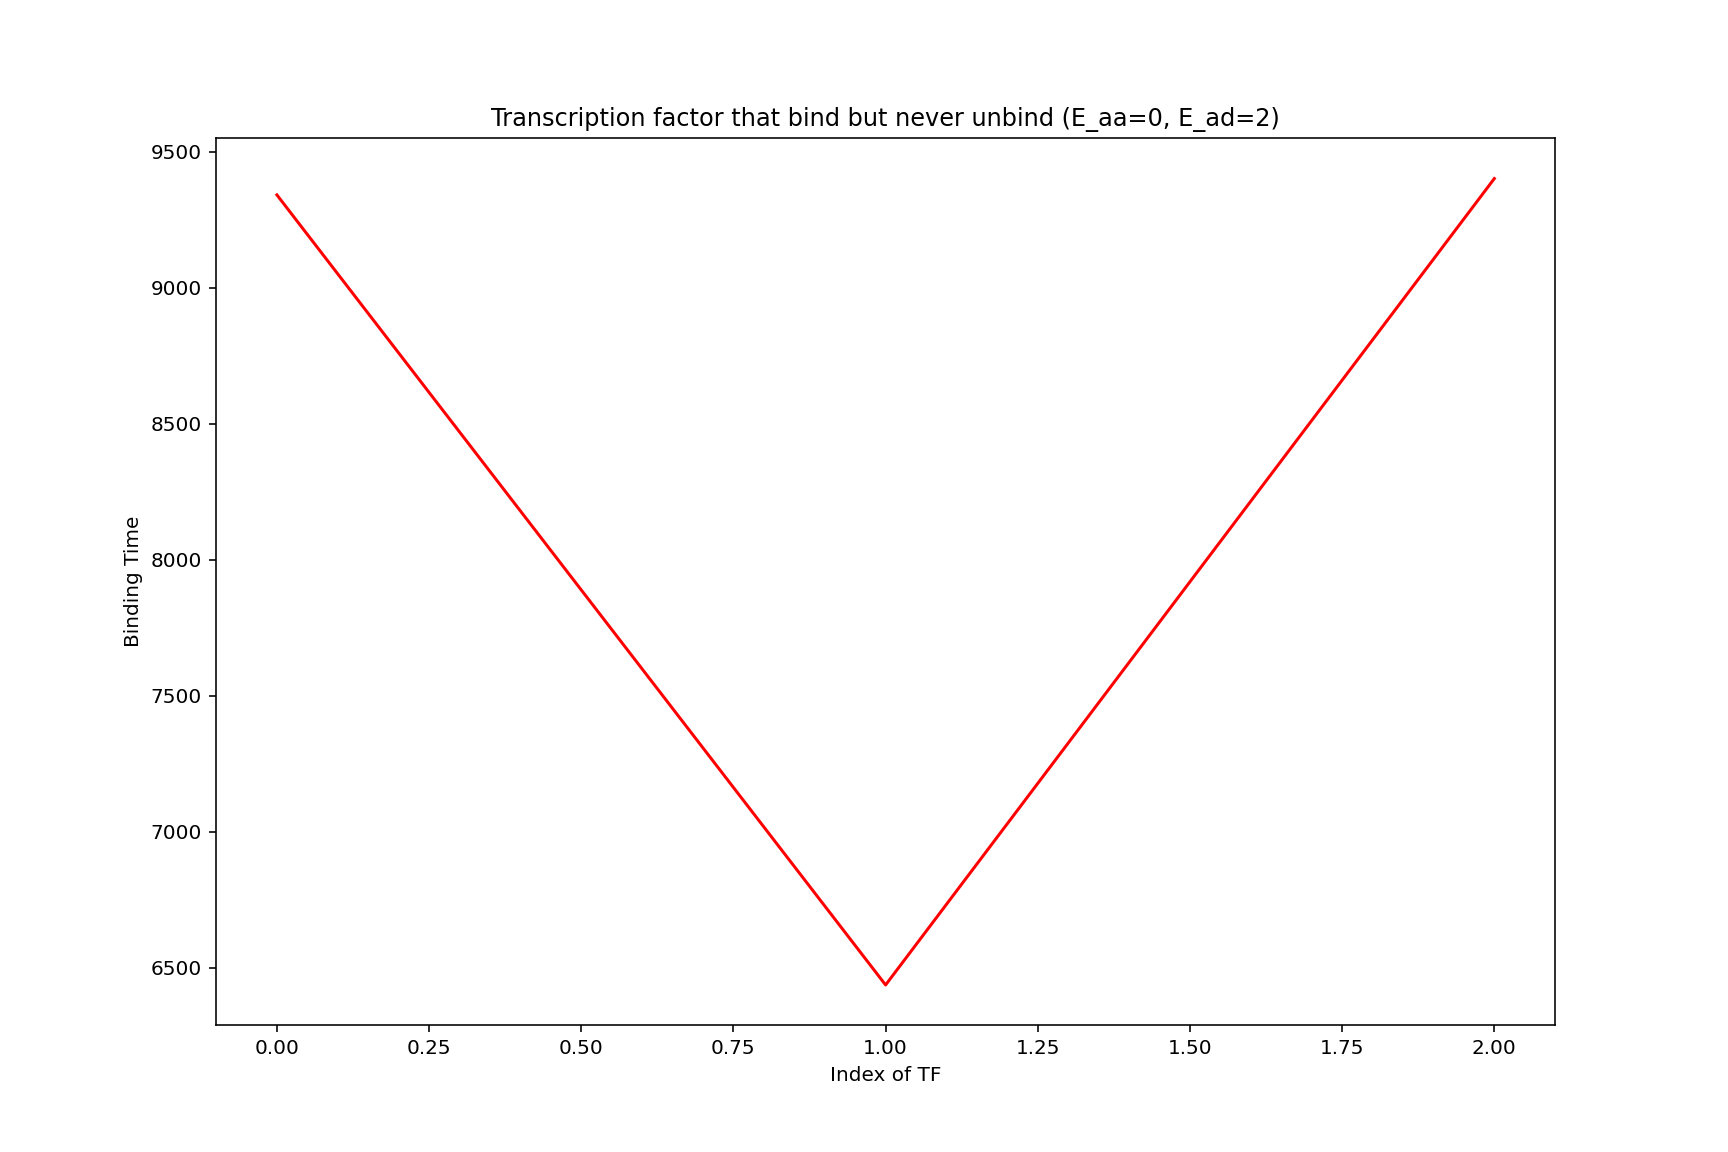 Transcription factor that bind but never unbind (E_aa=0, E_ad=2)
9500
9000
8500
8000
7500
7000
6500
Binding Time
0.00 0.25 0.50 0.75 1.00 1.25 1.50 1.75 2.00
Index of TF